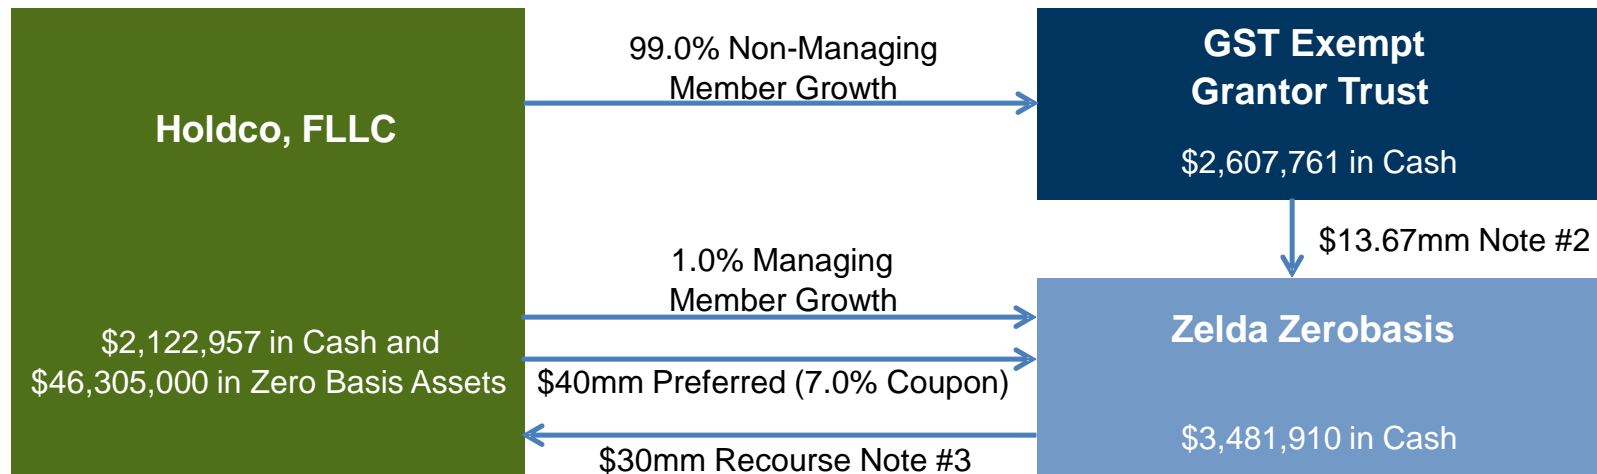 Holdco, FLLC
$2,122,957 in Cash and
$46,305,000 in Zero Basis Assets
99.0% Non-Managing
Member Growth
GST Exempt
Grantor Trust
$2,607,761 in Cash
$13.67mm Note #2
1.0% Managing
Member Growth
$40mm Preferred (7.0% Coupon)
$30mm Recourse Note #3
Zelda Zerobasis
$3,481,910 in Cash